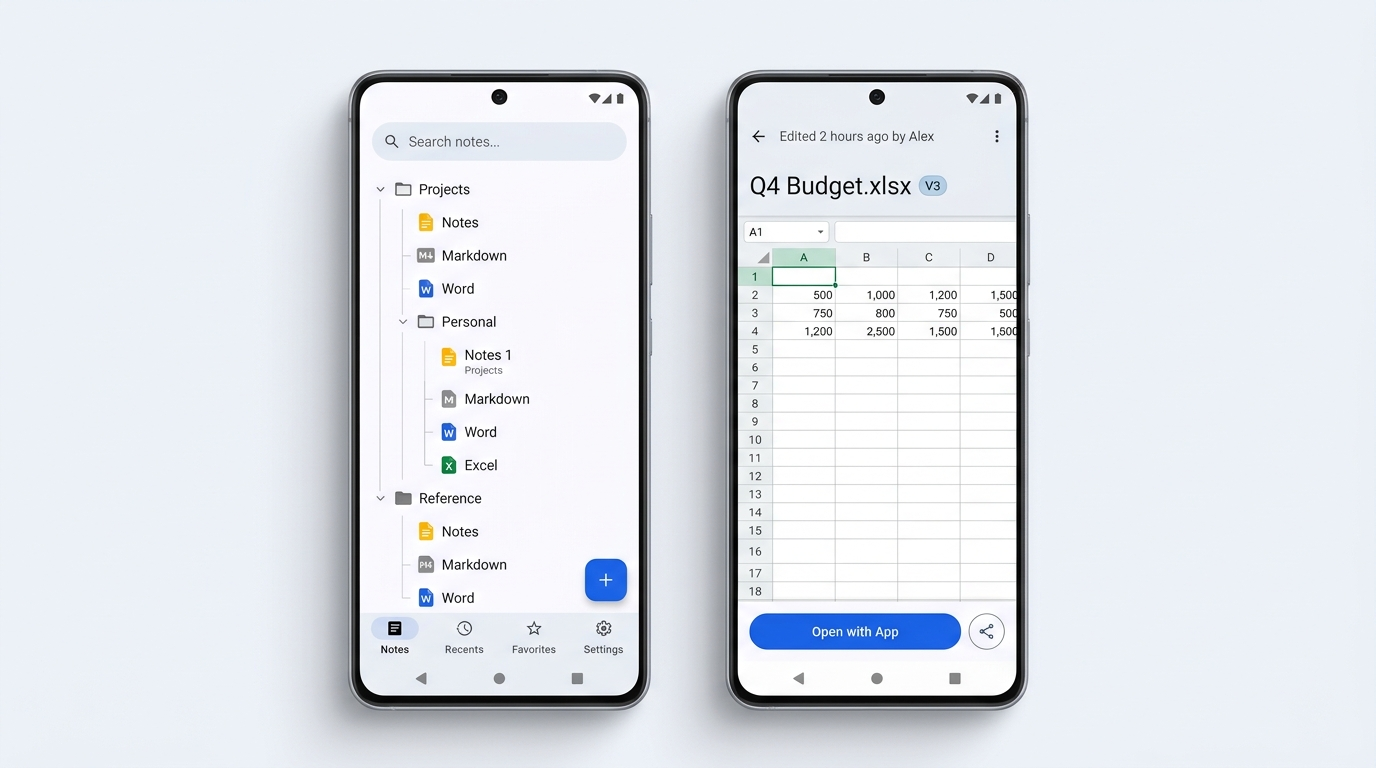 Search notes...
Projects
Notes
M↓ Markdown
W Word
Personal
Notes 1
Projects
M Markdown
W Word
X Excel
Reference
Notes
Markdown
W Word
Notes Recents Favorites Settings
Edited 2 hours ago by Alex
Q4 Budget.xlsx V3
A1
A B C D
1
2 500 1,000 1,200 1,500
3 750 800 750 500
4 1,200 2,500 1,500 1,600
5
6
7
8
9
10
11
12
13
14
15
16
17
18
Open with App